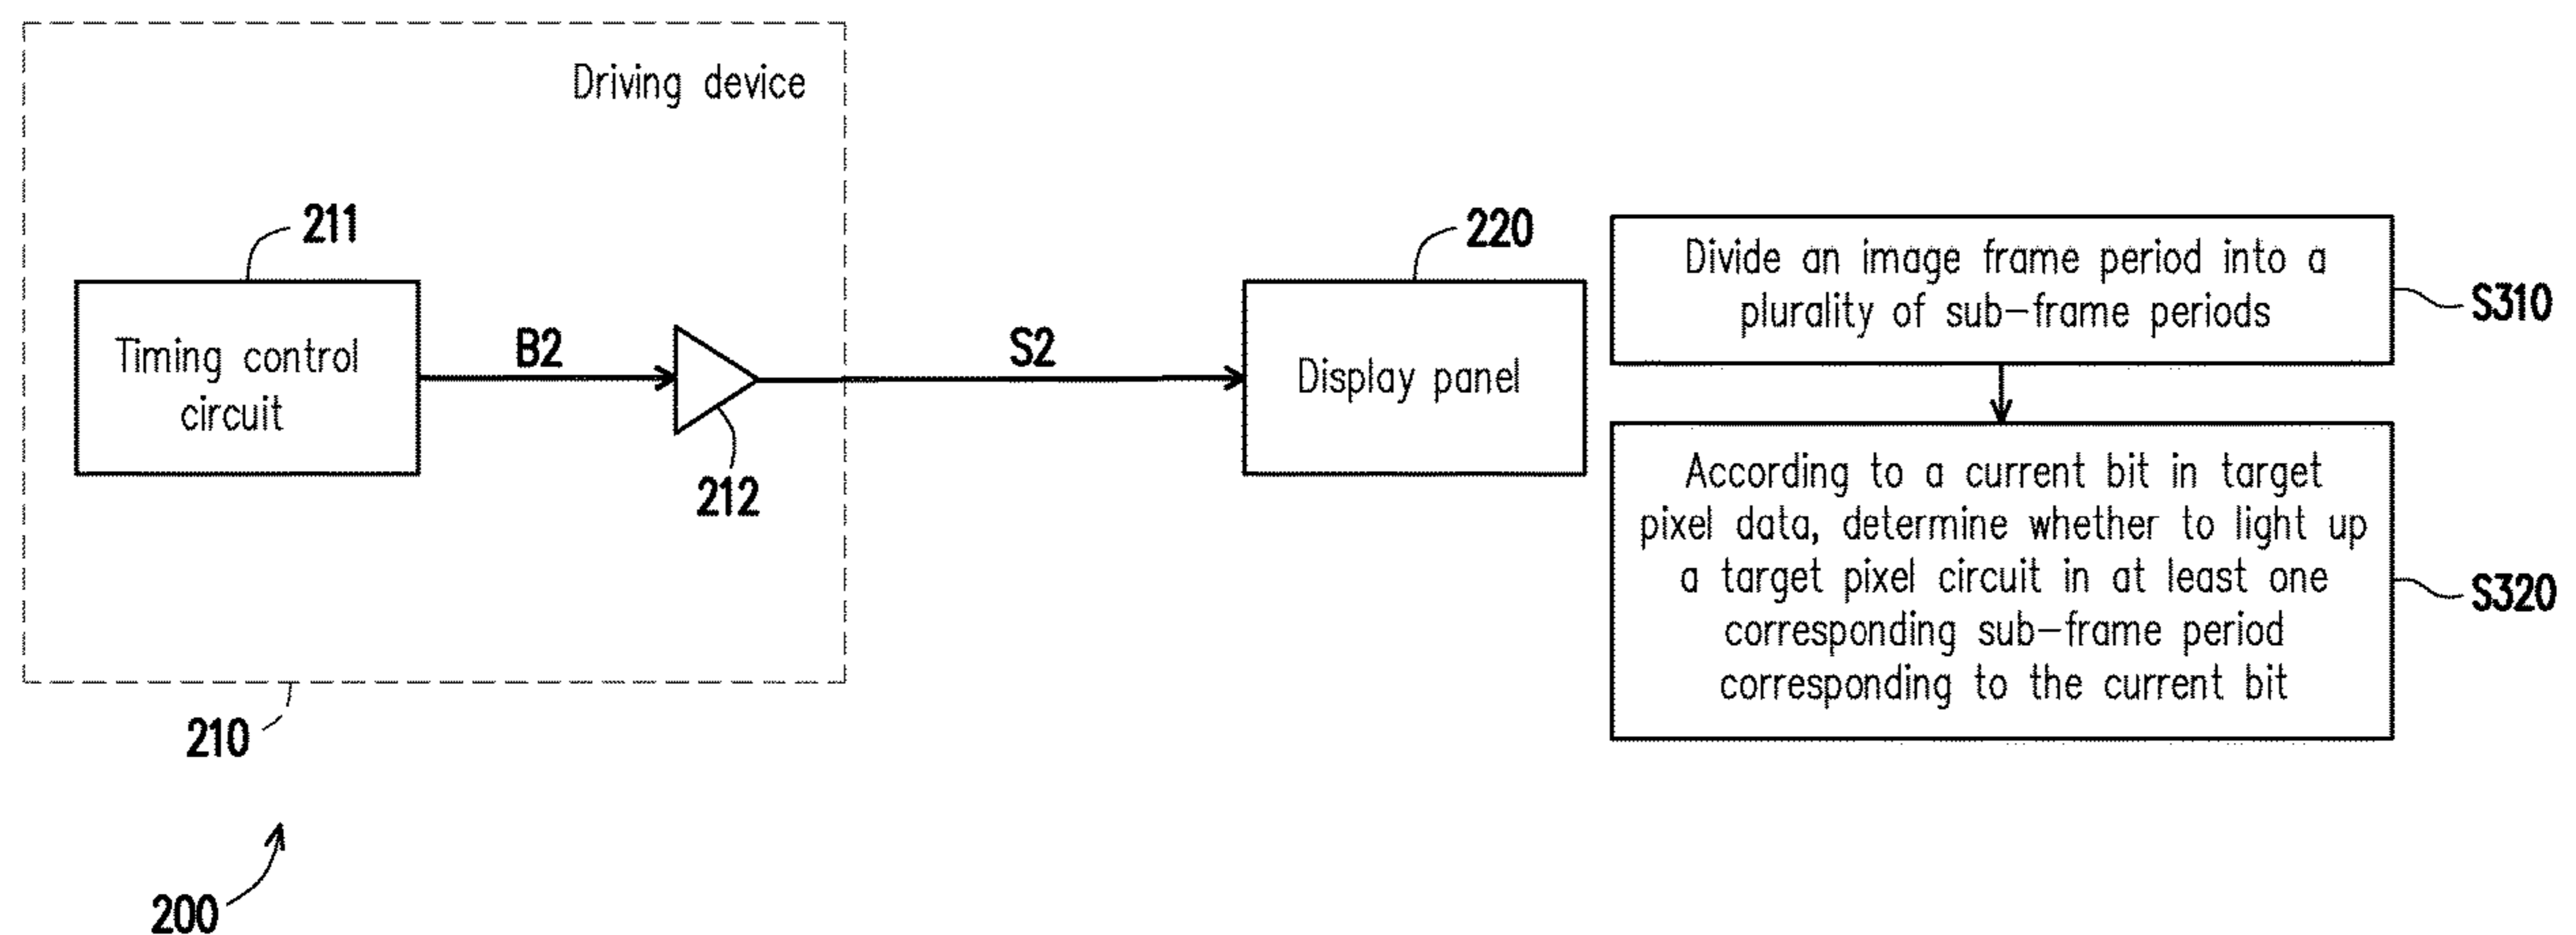 Driving device
211
Timing control
circuit
B2
212
S2
220
Display panel
210
200
Divide an image frame period into a
plurality of sub-frame periods
S310
According to a current bit in target
pixel data, determine whether to light up
a target pixel circuit in at least one
corresponding sub-frame period
corresponding to the current bit
S320